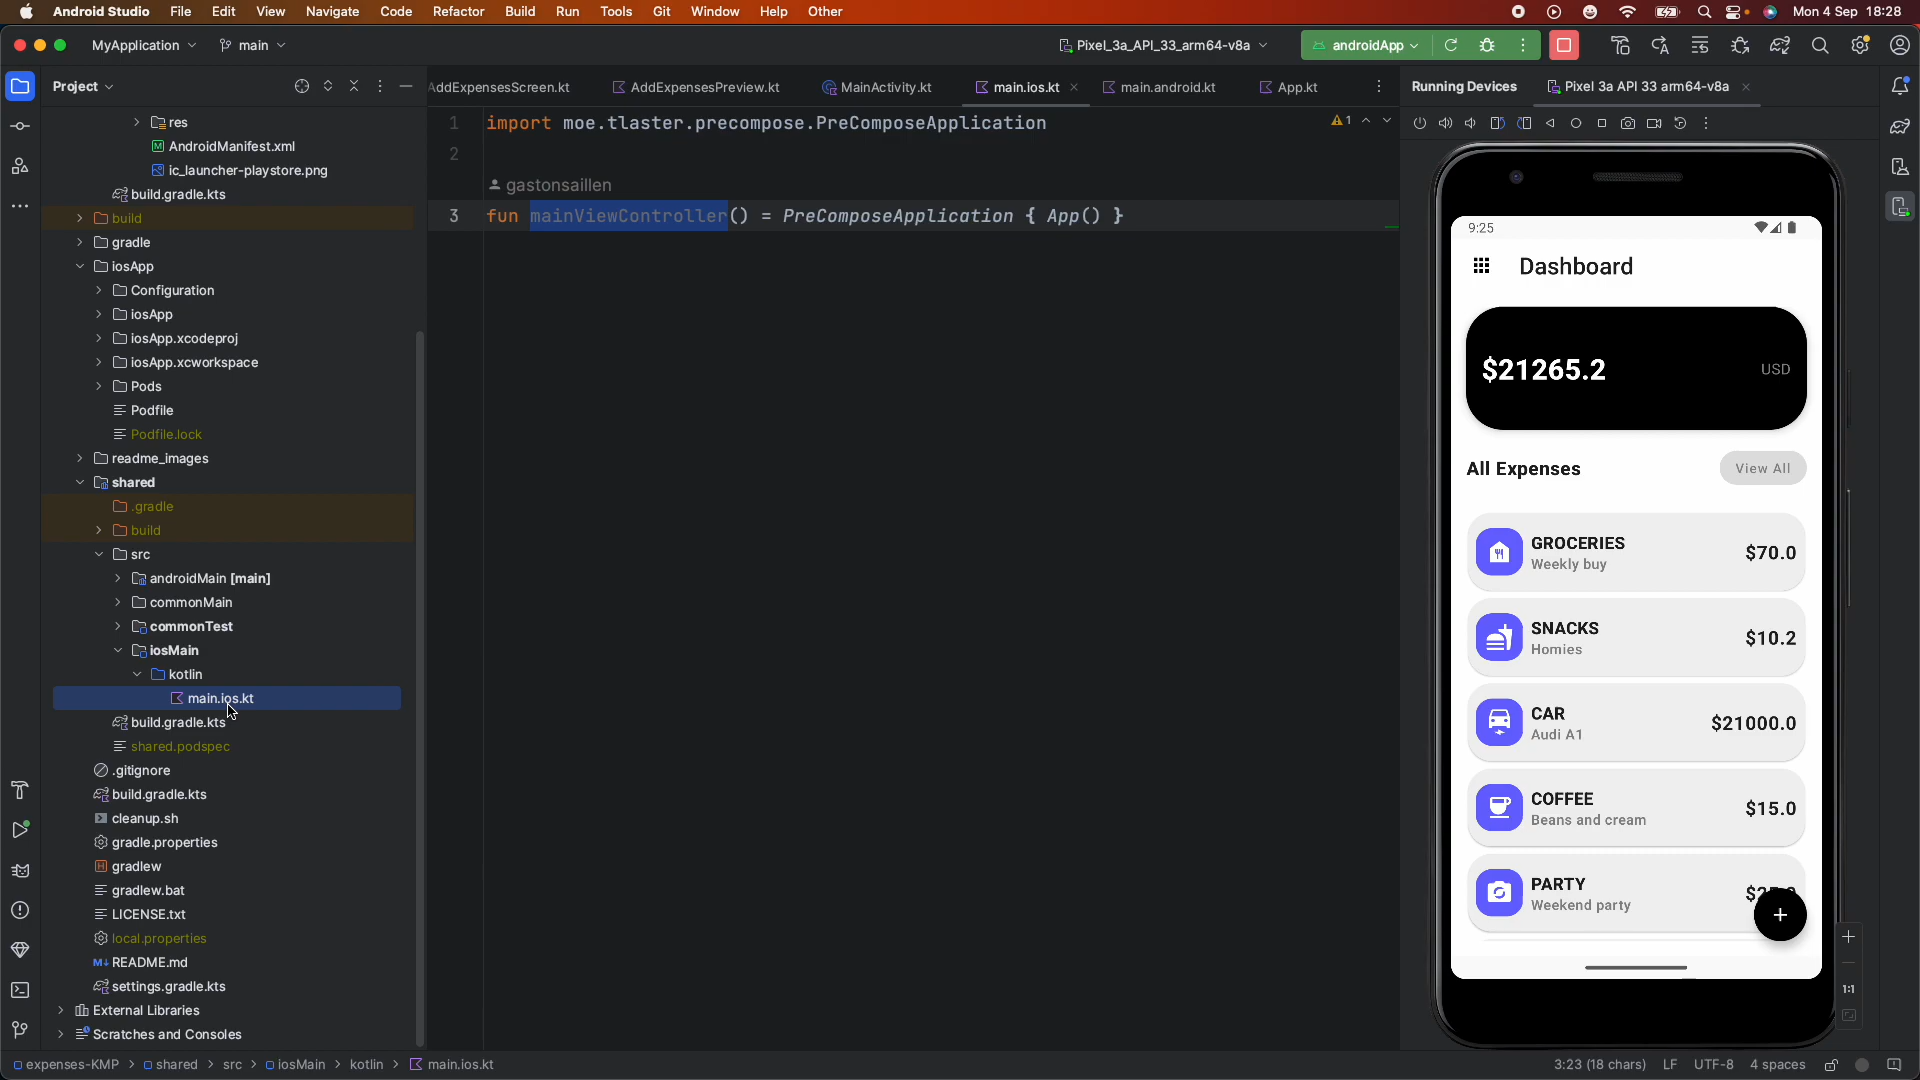 Android Studio File Edit View Navigate Code Refactor Build Run Tools Git Window Help Other Mon 4 Sep 18:28
MyApplication main Pixel_3a_API_33_arm64-v8a androidApp
Project
AddExpensesScreen.kt AddExpensesPreview.kt MainActivity.kt main.ios.kt main.android.kt App.kt
Running Devices Pixel 3a API 33 arm64-v8a
res
AndroidManifest.xml
ic_launcher-playstore.png
build.gradle.kts
build
gradle
iosApp
Configuration
iosApp
iosApp.xcodeproj
iosApp.xcworkspace
Pods
Podfile
Podfile.lock
readme_images
shared
.gradle
build
src
androidMain [main]
commonMain
commonTest
iosMain
kotlin
main.ios.kt
build.gradle.kts
shared.podspec
.gitignore
build.gradle.kts
cleanup.sh
gradle.properties
gradlew
gradlew.bat
LICENSE.txt
local.properties
README.md
settings.gradle.kts
External Libraries
Scratches and Consoles
1 import moe.tlaster.precompose.PreComposeApplication
1
2
gastonsaillen
3 fun mainViewController() = PreComposeApplication { App() }
9:25
Dashboard
$21265.2 USD
All Expenses View All
GROCERIES
Weekly buy
$70.0
SNACKS
Homies
$10.2
CAR
Audi A1
$21000.0
COFFEE
Beans and cream
$15.0
PARTY
Weekend party
+
1:1
expenses-KMP > shared > src > iosMain > kotlin > main.ios.kt
3:23 (18 chars) LF UTF-8 4 spaces